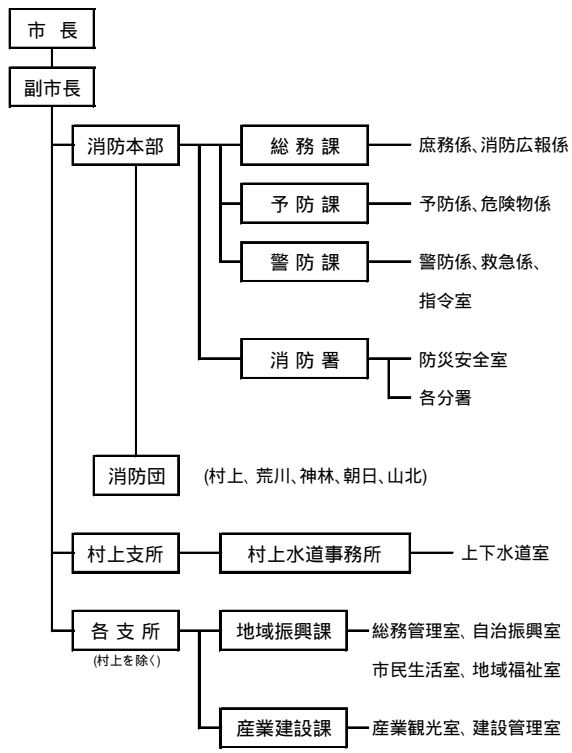 市長
副市長
消防本部 総務課 庶務係、消防広報係
予防課 予防係、危険物係
警防課 警防係、救急係、
指令室
消防署 防災安全室
各分署
消防団 (村上、荒川、神林、朝日、山北)
村上支所 村上水道事務所 上下水道室
各支所 地域振興課 総務管理室、自治振興室
(村上を除く)
市民生活室、地域福祉室
産業建設課 産業観光室、建設管理室